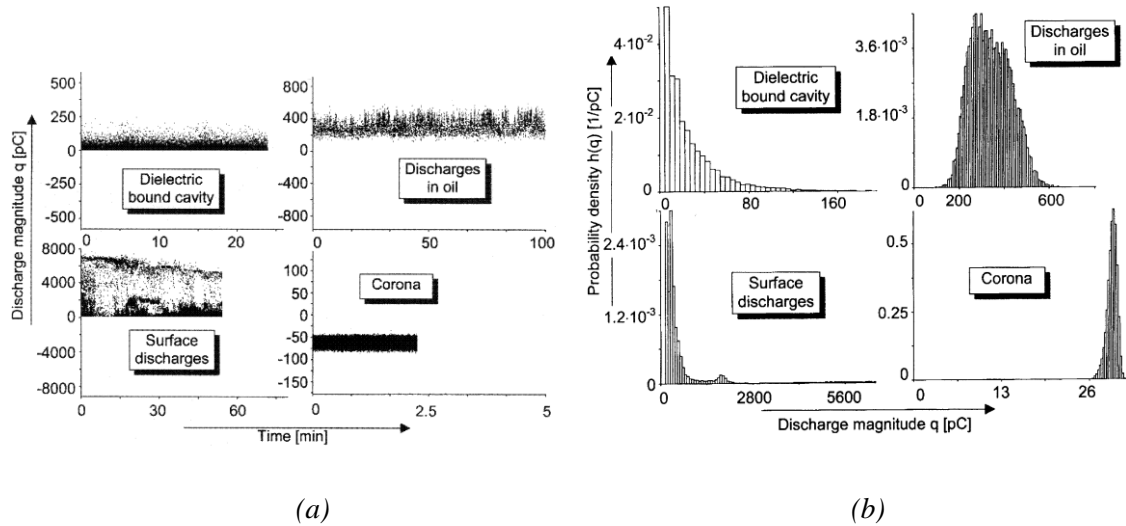 Discharge magnitude q [pC]
500
250
0
-250
-500
Dielectric
bound cavity
0
10
20
800
400
0
-400
-800
Discharges
in oil
0
50
100
8000
4000
0
-4000
-8000
Surface
discharges
0
30
60
100
50
0
-50
-100
-150
Corona
0
2.5
5
Time [min]
(a)
Probability density h(q) [1/pC]
4·10⁻²
2·10⁻²
0
Dielectric
bound cavity
0
80
160
3.6·10⁻³
1.8·10⁻³
0
Discharges
in oil
200
400
600
2.4·10⁻³
1.2·10⁻³
0
Surface
discharges
0
2800
5600
0.5
0.25
0
Corona
0
13
26
Discharge magnitude q [pC]
(b)